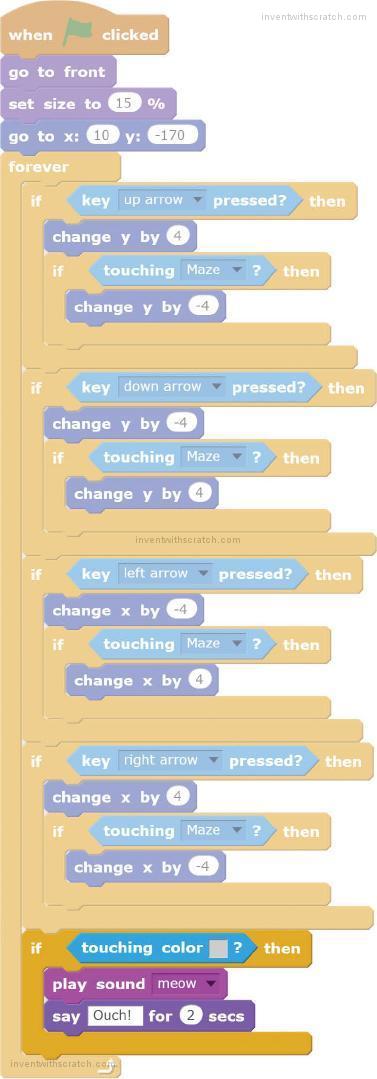 inventwithscratch.com
when clicked
go to front
set size to 15 %
go to x: 10 y: -170
forever
if key up arrow pressed? then
change y by 4
if touching Maze ? then
change y by -4
if key down arrow pressed? then
change y by -4
if touching Maze ? then
change y by 4
inventwithscratch.com
if key left arrow pressed? then
change x by -4
if touching Maze ? then
change x by 4
if key right arrow pressed? then
change x by 4
if touching Maze ? then
change x by -4
if touching color ? then
play sound meow
say Ouch! for 2 secs
inventwithscratch.com